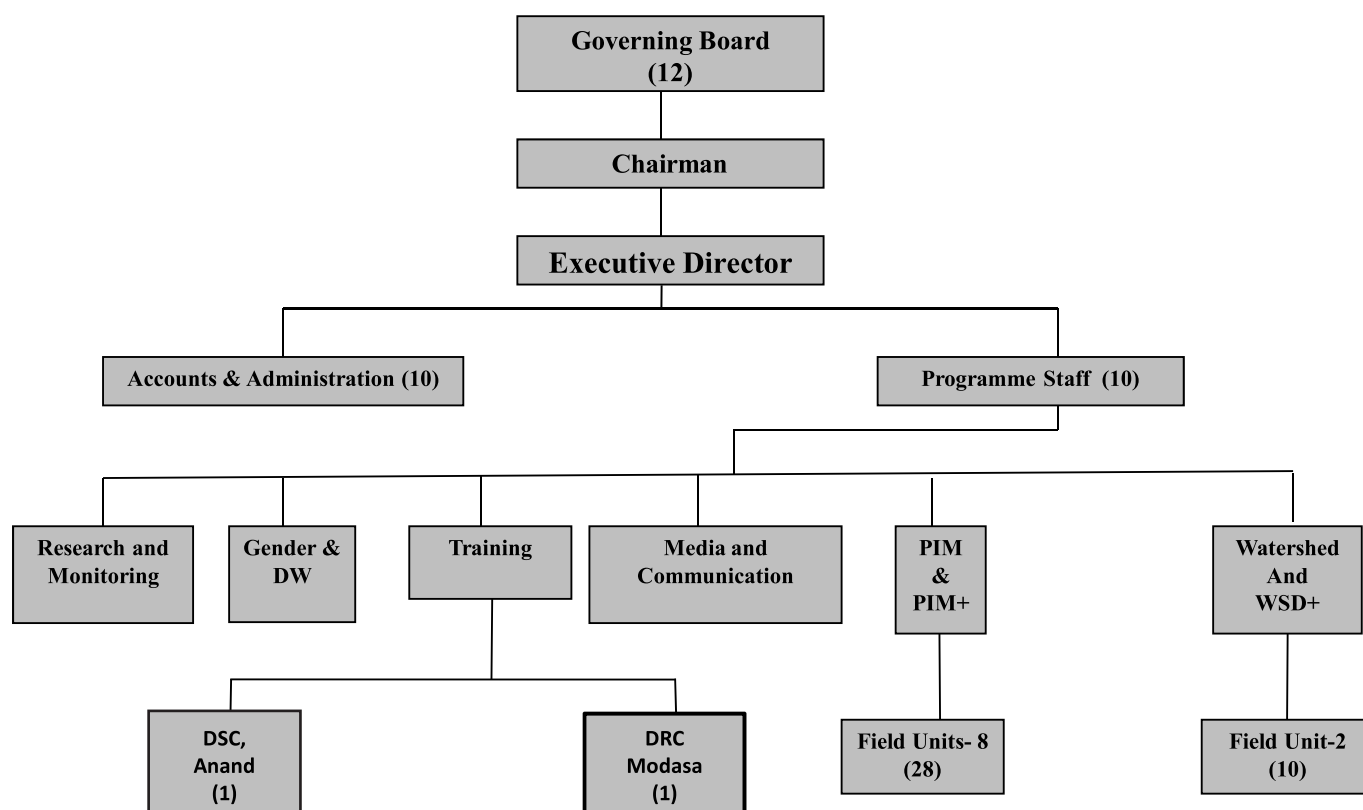 Governing Board
(12)
Chairman
Executive Director
Accounts & Administration (10)
Programme Staff (10)
Research and
Monitoring
Gender &
DW
Training
Media and
Communication
PIM
&
PIM+
Watershed
And
WSD+
DSC,
Anand
(1)
DRC
Modasa
(1)
Field Units- 8
(28)
Field Unit-2
(10)